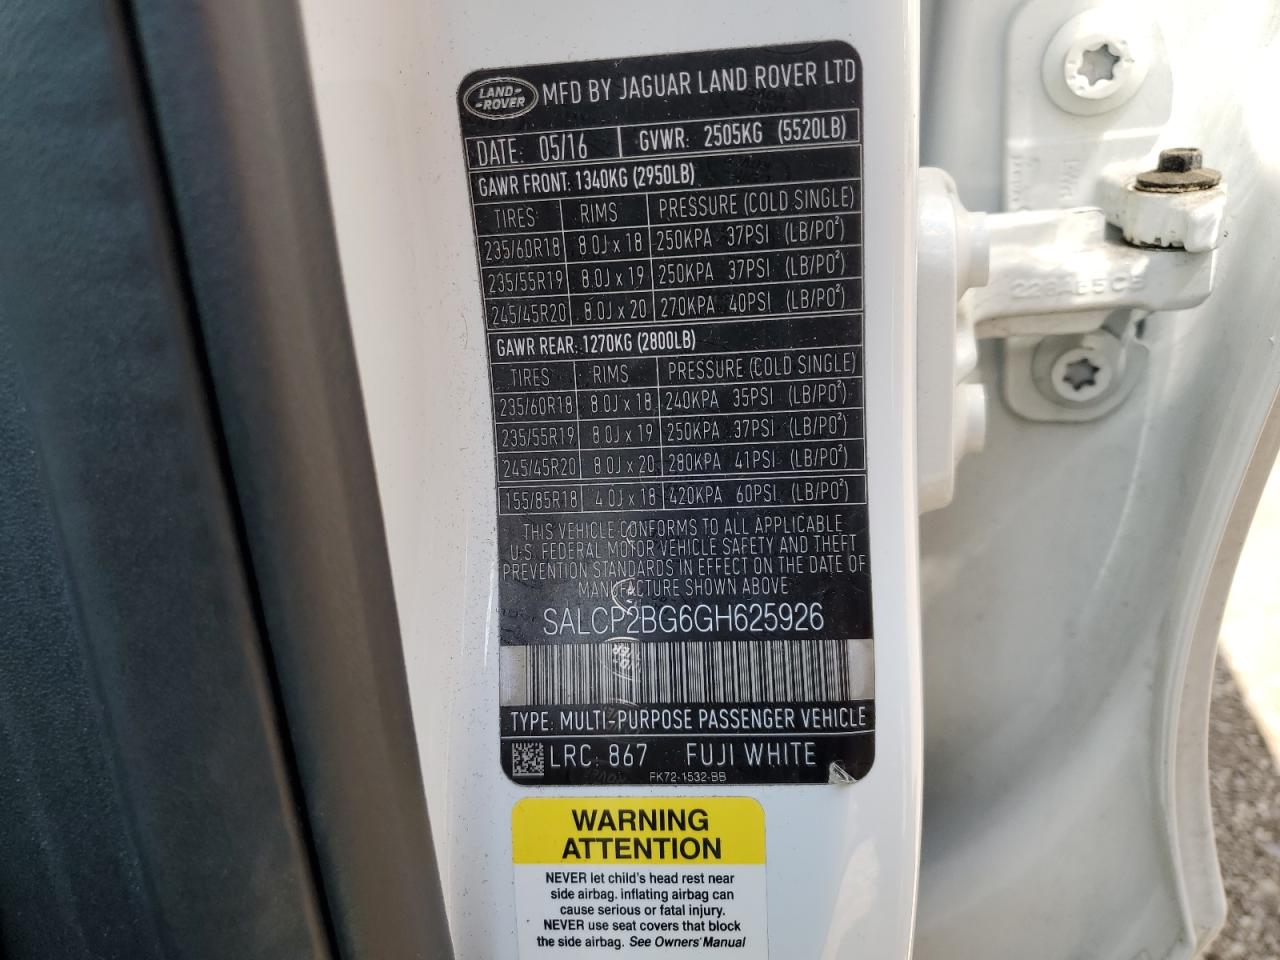 LAND-
-ROVER
MFD BY JAGUAR LAND ROVER LTD
DATE: 05/16 GVWR: 2505KG (5520LB)
GAWR FRONT: 1340KG (2950LB)
TIRES RIMS PRESSURE (COLD SINGLE)
235/60R18 8.0J x 18 250KPA 37PSI (LB/PO²)
235/55R19 8.0J x 19 250KPA 37PSI (LB/PO²)
245/45R20 8.0J x 20 270KPA 40PSI (LB/PO²)
GAWR REAR: 1270KG (2800LB)
TIRES RIMS PRESSURE (COLD SINGLE)
235/60R18 8.0J x 18 240KPA 35PSI (LB/PO²)
235/55R19 8.0J x 19 250KPA 37PSI (LB/PO²)
245/45R20 8.0J x 20 280KPA 41PSI (LB/PO²)
155/85R18 4.0J x 18 420KPA 60PSI (LB/PO²)
THIS VEHICLE CONFORMS TO ALL APPLICABLE
U.S. FEDERAL MOTOR VEHICLE SAFETY AND THEFT
PREVENTION STANDARDS IN EFFECT ON THE DATE OF
MANUFACTURE SHOWN ABOVE
SALCP2BG6GH625926
TYPE: MULTI-PURPOSE PASSENGER VEHICLE
LRC: 867 FUJI WHITE
FK72-1532-BB
WARNING
ATTENTION
NEVER let child's head rest near
side airbag. inflating airbag can
cause serious or fatal injury.
NEVER use seat covers that block
the side airbag. See Owners' Manual